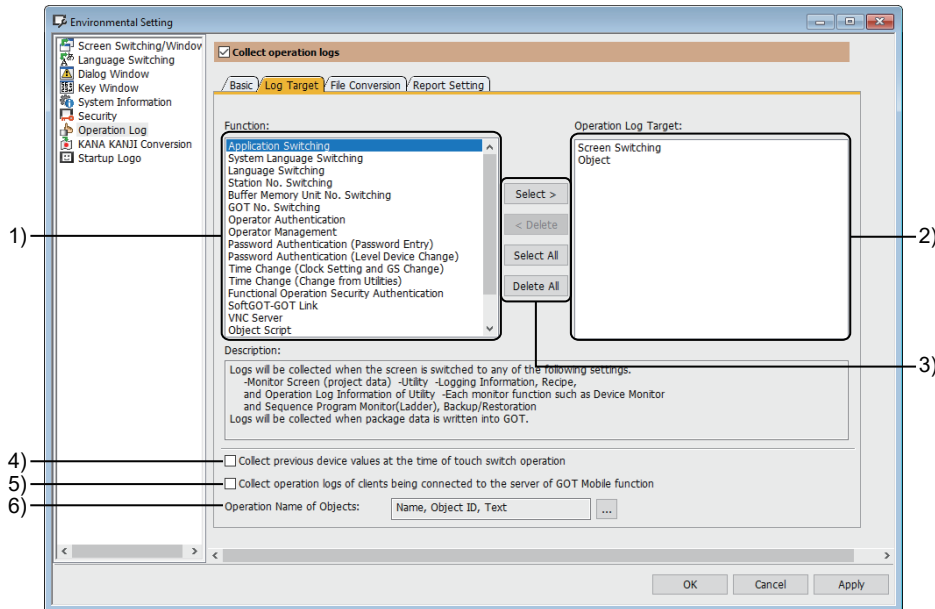 Environmental Setting
Screen Switching/Window
Language Switching
Dialog Window
Key Window
System Information
Security
Operation Log
KANA KANJI Conversion
Startup Logo
Collect operation logs
Basic Log Target File Conversion Report Setting
Function:
Application Switching
System Language Switching
Language Switching
Station No. Switching
Buffer Memory Unit No. Switching
GOT No. Switching
Operator Authentication
Operator Management
Password Authentication (Password Entry)
Password Authentication (Level Device Change)
Time Change (Clock Setting and GS Change)
Time Change (Change from Utilities)
Functional Operation Security Authentication
SoftGOT-GOT Link
VNC Server
Object Script
1)
Select >
< Delete
Select All
Delete All
Operation Log Target:
Screen Switching
Object
2)
3)
Description:
Logs will be collected when the screen is switched to any of the following settings.
-Monitor Screen (project data) -Utility -Logging Information, Recipe,
and Operation Log Information of Utility -Each monitor function such as Device Monitor
and Sequence Program Monitor(Ladder), Backup/Restoration
Logs will be collected when package data is written into GOT.
4) Collect previous device values at the time of touch switch operation
5) Collect operation logs of clients being connected to the server of GOT Mobile function
6) Operation Name of Objects: Name, Object ID, Text ...
OK Cancel Apply